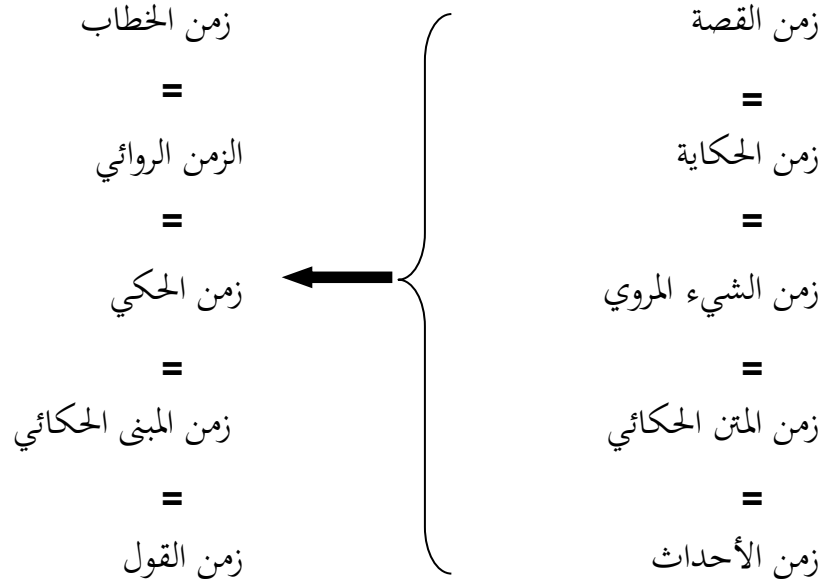 زمن القصة
=
زمن الحكاية
=
زمن الشيء المروي
=
زمن المتن الحكائي
=
زمن الأحداث
زمن الخطاب
=
الزمن الروائي
=
زمن الحكي
=
زمن المبنى الحكائي
=
زمن القول